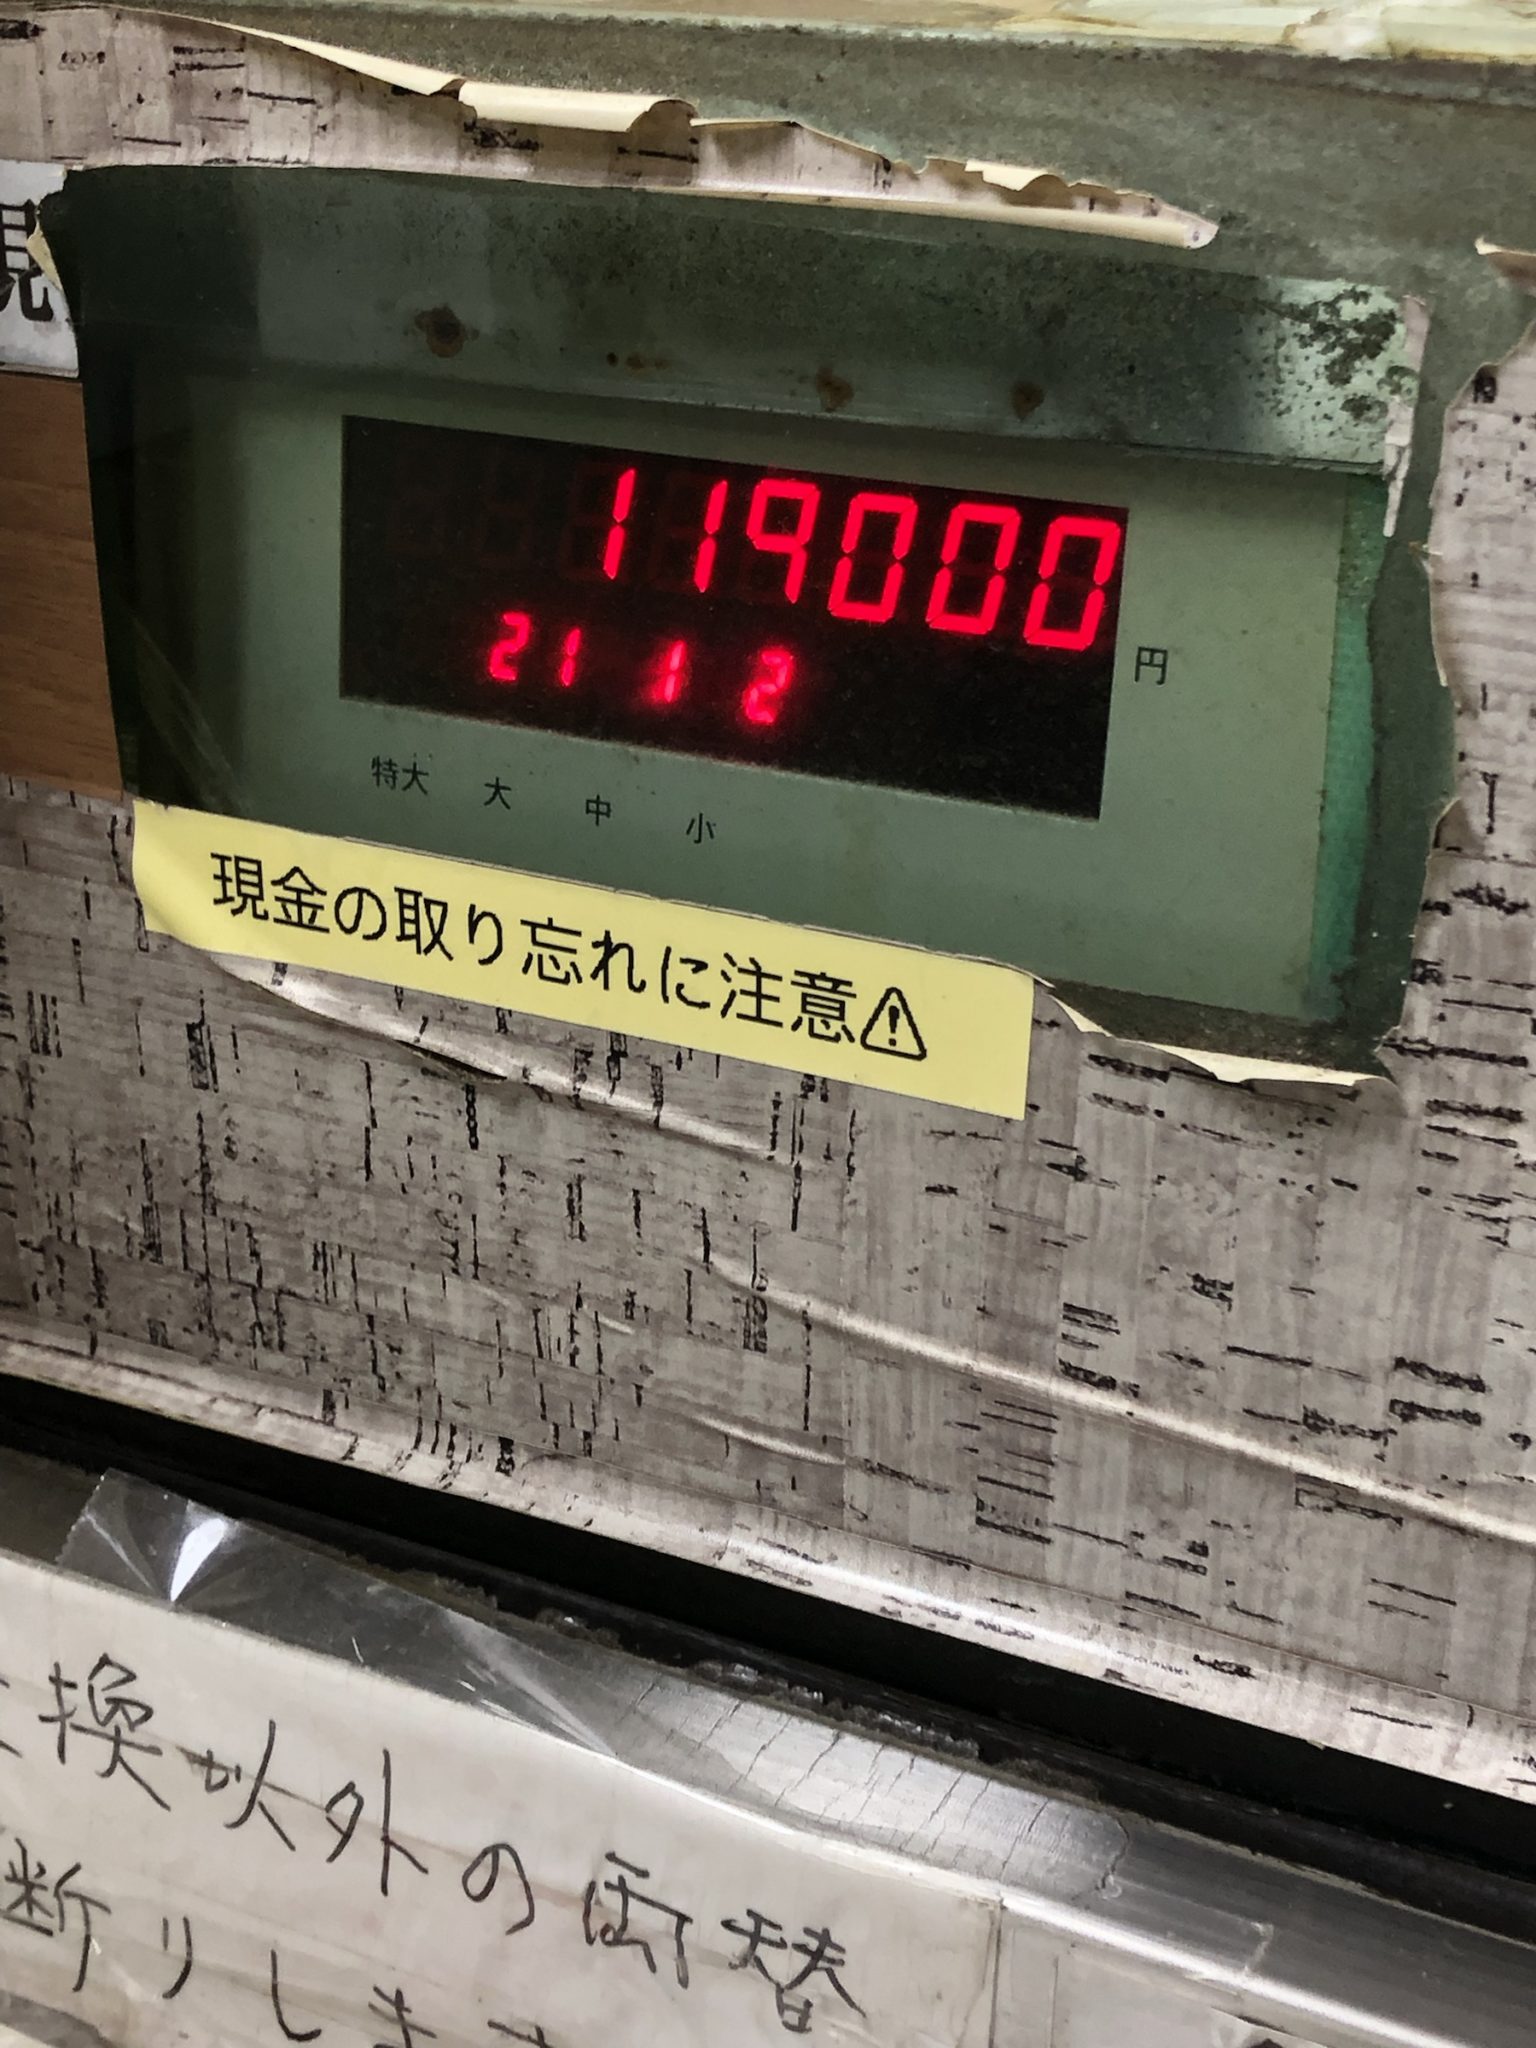 現
119000
円
21 1 2
特大 大 中 小
現金の取り忘れに注意⚠
換以外の両替
断りしま